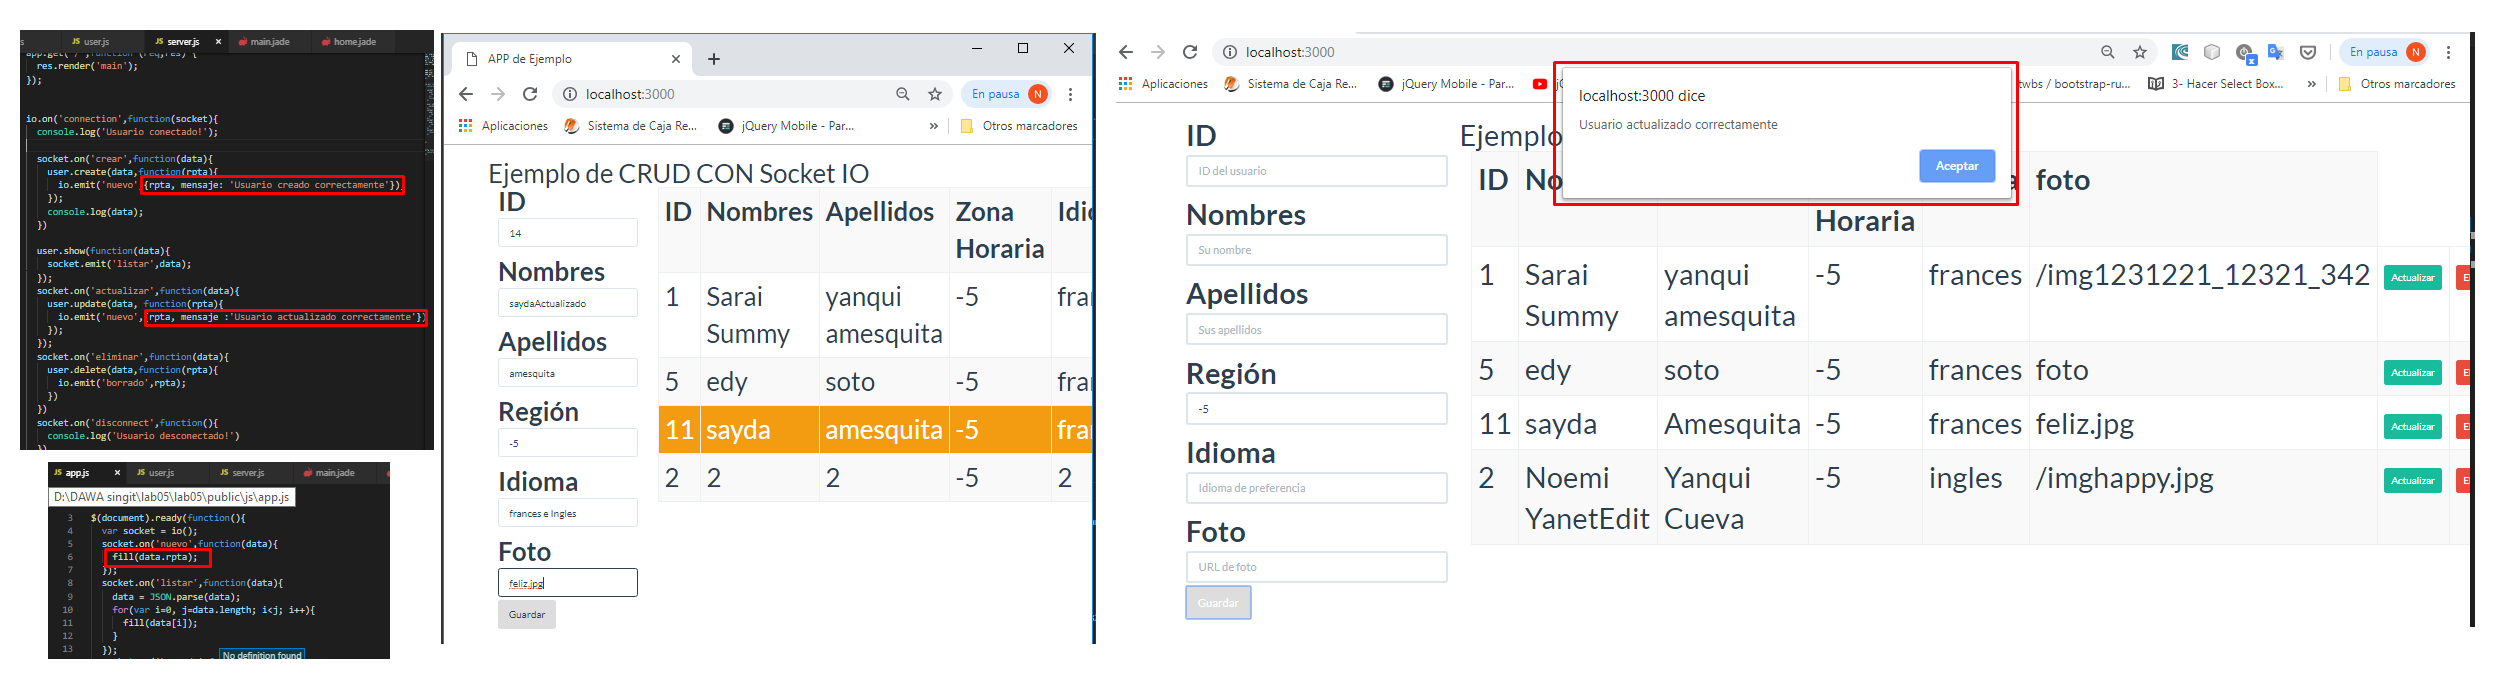 s
JS user.js
JS server.js ×
main.jade
home.jade
app.get('/',function (req,res) {
res.render('main');
});
io.on('connection',function(socket){
console.log('Usuario conectado!');
socket.on('crear',function(data){
user.create(data,function(rpta){
io.emit('nuevo',{rpta, mensaje: 'Usuario creado correctamente'})
});
console.log(data);
})
user.show(function(data){
socket.emit('listar',data);
});
socket.on('actualizar',function(data){
user.update(data, function(rpta){
io.emit('nuevo',{rpta, mensaje :'Usuario actualizado correctamente'})
});
});
socket.on('eliminar',function(data){
user.delete(data,function(rpta){
io.emit('borrado',rpta);
})
})
socket.on('disconnect',function(){
console.log('Usuario desconectado!')
})
JS app.js ×
JS user.js
JS server.js
main.jade
D:\DAWA singit\lab05\lab05\public\js\app.js
3 $(document).ready(function(){
4 var socket = io();
5 socket.on('nuevo',function(data){
6 fill(data.rpta);
7 });
8 socket.on('listar',function(data){
9 data = JSON.parse(data);
10 for(var i=0, j=data.length; i<j; i++){
11 fill(data[i]);
12 }
13 });
No definition found
APP de Ejemplo
localhost:3000
En pausa N
Aplicaciones
Sistema de Caja Re...
jQuery Mobile - Par...
»
Otros marcadores
Ejemplo de CRUD CON Socket IO
ID
14
Nombres
saydaActualizado
Apellidos
amesquita
Región
-5
Idioma
frances e Ingles
Foto
feliz.jpg
Guardar
ID Nombres Apellidos Zona Horaria Idio
1 Sarai Summy yanqui amesquita -5 fran
5 edy soto -5 fran
11 sayda amesquita -5 fran
2 2 2 -5 2
localhost:3000
En pausa N
Aplicaciones
Sistema de Caja Re...
jQuery Mobile - Par...
twbs / bootstrap-ru...
3- Hacer Select Box...
»
Otros marcadores
localhost:3000 dice
Usuario actualizado correctamente
Aceptar
Ejemplo
ID
ID del usuario
Nombres
Su nombre
Apellidos
Sus apellidos
Región
-5
Idioma
Idioma de preferencia
Foto
URL de foto
Guardar
ID No Horaria a foto
1 Sarai Summy yanqui amesquita -5 frances /img1231221_12321_342 Actualizar El
5 edy soto -5 frances foto Actualizar El
11 sayda Amesquita -5 frances feliz.jpg Actualizar El
2 Noemi YanetEdit Yanqui Cueva -5 ingles /imghappy.jpg Actualizar El